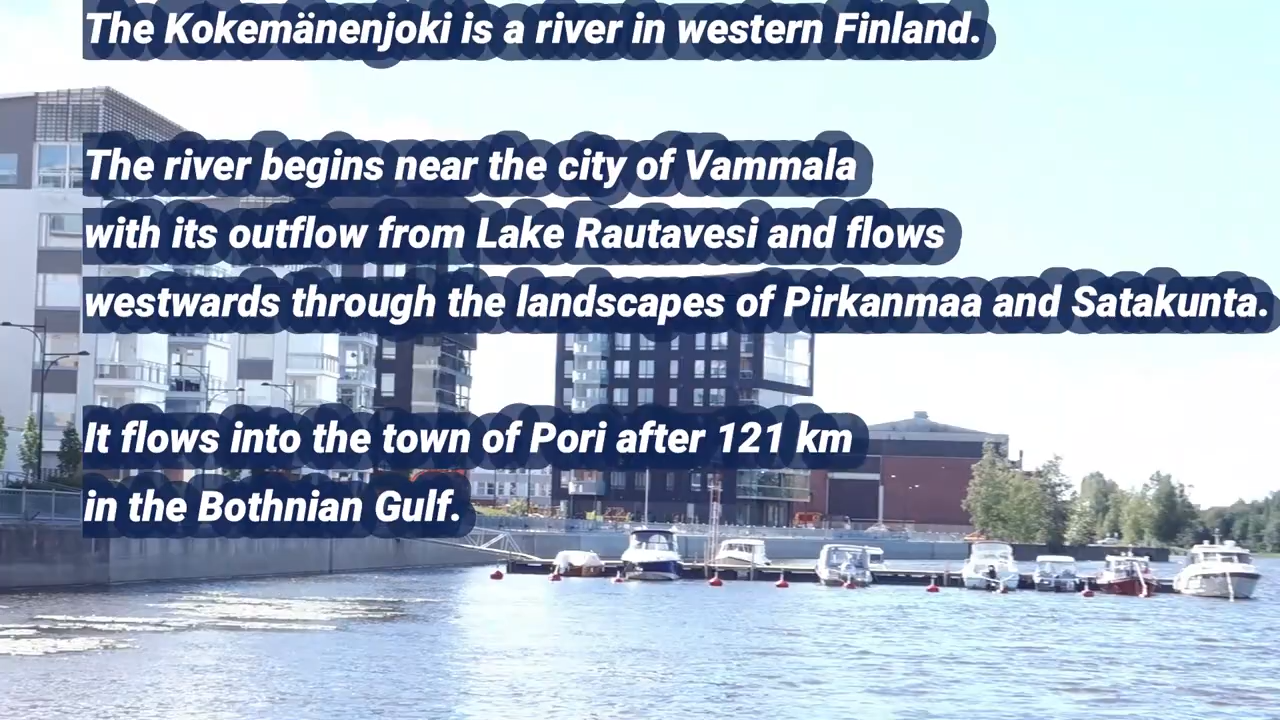 The Kokemänenjoki is a river in western Finland.
The river begins near the city of Vammala
with its outflow from Lake Rautavesi and flows
westwards through the landscapes of Pirkanmaa and Satakunta.
It flows into the town of Pori after 121 km
in the Bothnian Gulf.